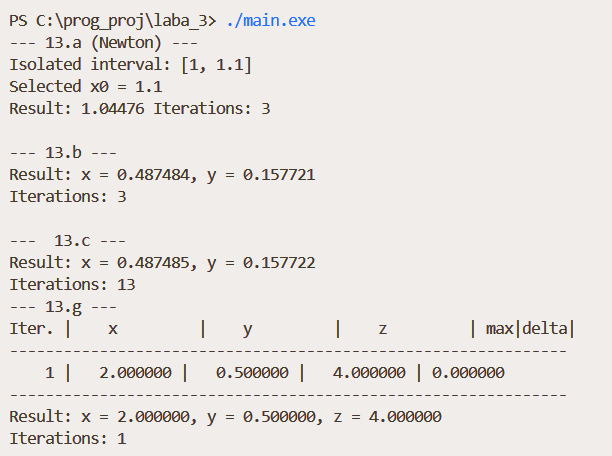 PS C:\prog_proj\laba_3> ./main.exe
--- 13.a (Newton) ---
Isolated interval: [1, 1.1]
Selected x0 = 1.1
Result: 1.04476 Iterations: 3
--- 13.b ---
Result: x = 0.487484, y = 0.157721
Iterations: 3
---  13.c ---
Result: x = 0.487485, y = 0.157722
Iterations: 13
--- 13.g ---
Iter. |    x         |    y         |    z         | max|delta|
----------------------------------------------------------------
    1 |   2.000000 |   0.500000 |   4.000000 | 0.000000
----------------------------------------------------------------
Result: x = 2.000000, y = 0.500000, z = 4.000000
Iterations: 1